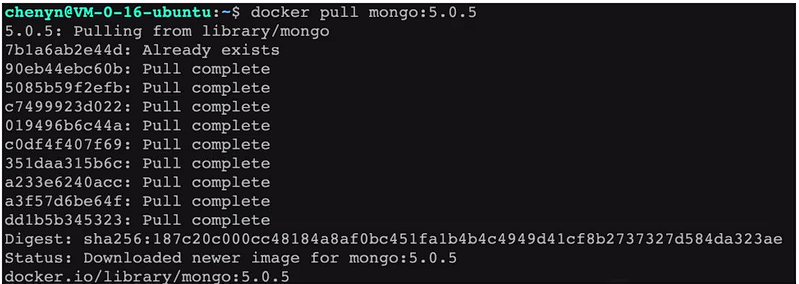 chenyn@VM-0-16-ubuntu:~$ docker pull mongo:5.0.5
5.0.5: Pulling from library/mongo
7b1a6ab2e44d: Already exists
90eb44ebc60b: Pull complete
5085b59f2efb: Pull complete
c7499923d022: Pull complete
019496b6c44a: Pull complete
c0df4f407f69: Pull complete
351daa315b6c: Pull complete
a233e6240acc: Pull complete
a3f57d6be64f: Pull complete
dd1b5b345323: Pull complete
Digest: sha256:187c20c000cc48184a8af0bc451fa1b4b4c4949d41cf8b2737327d584da323ae
Status: Downloaded newer image for mongo:5.0.5
docker.io/library/mongo:5.0.5